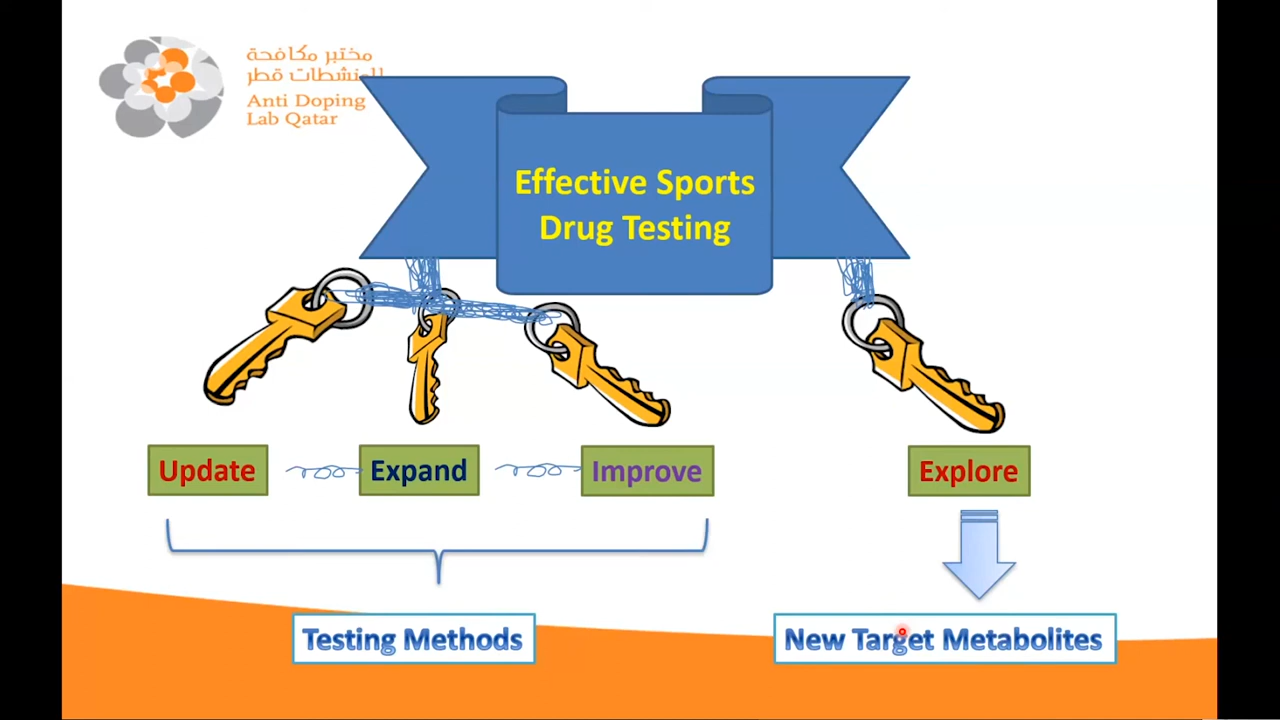 مختبر مكافحة
المنشطات قطر
Anti Doping
Lab Qatar
Effective Sports
Drug Testing
Update
Expand
Improve
Explore
Testing Methods
New Target Metabolites